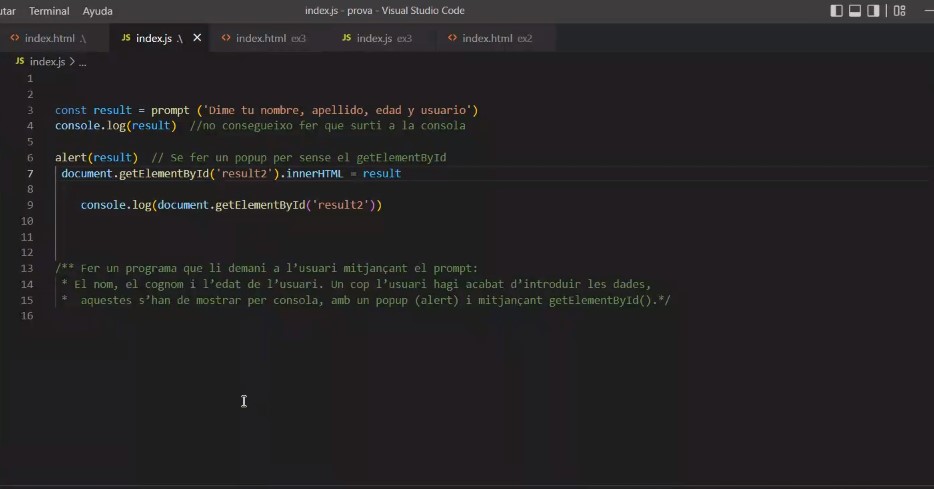 Terminal Ayuda
index.js - prova - Visual Studio Code
index.html .\ JS index.js .\ index.html ex3 JS index.js ex3 index.html ex2
JS index.js > ...
1
2
3 const result = prompt ('Dime tu nombre, apellido, edad y usuario')
4 console.log(result) //no consegueixo fer que surti a la consola
5
6 alert(result) // Se fer un popup per sense el getElementById
7 document.getElementById('result2').innerHTML = result
8
9 console.log(document.getElementById('result2'))
10
11
12
13 /** Fer un programa que li demani a l’usuari mitjançant el prompt:
14 * El nom, el cognom i l’edat de l’usuari. Un cop l’usuari hagi acabat d’introduir les dades,
15 * aquestes s’han de mostrar per consola, amb un popup (alert) i mitjançant getElementById().*/
16